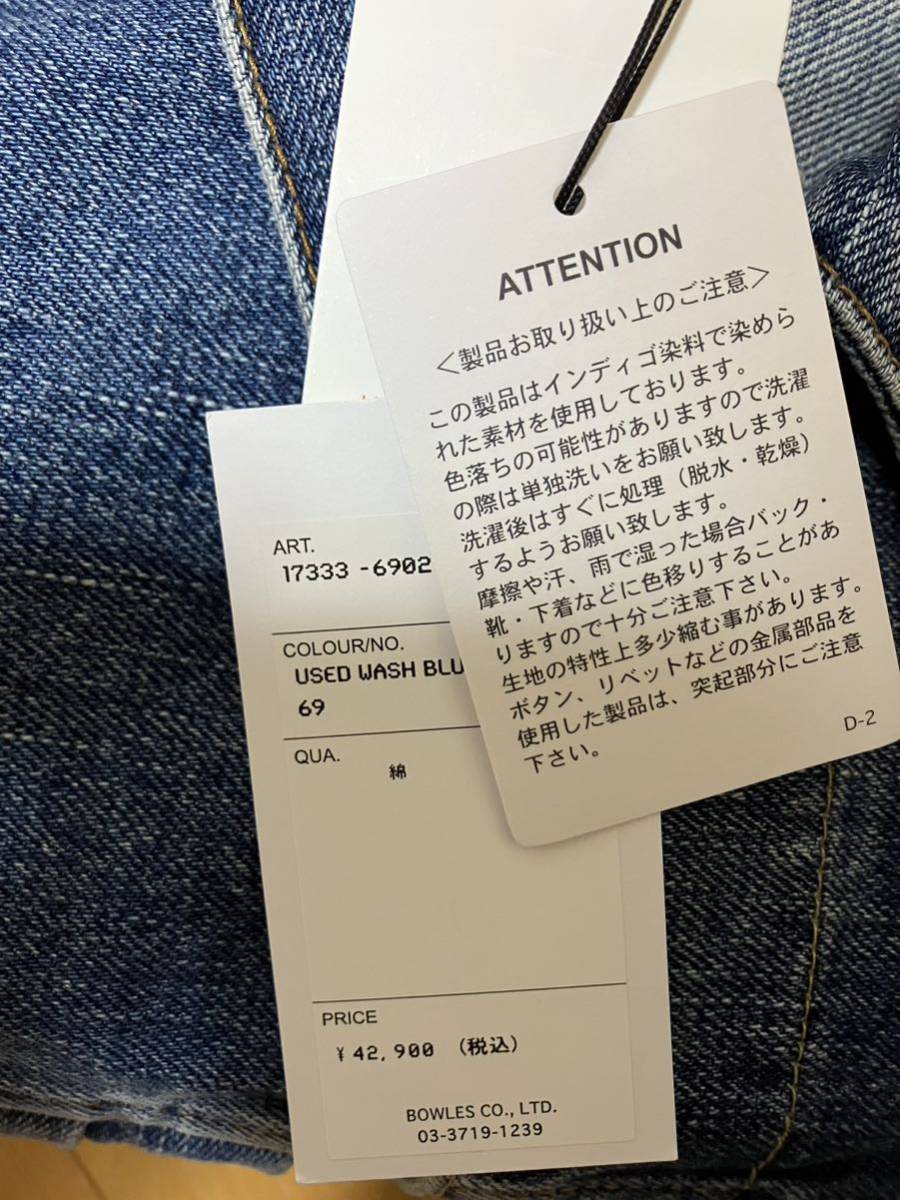 ATTENTION
＜製品お取り扱い上のご注意＞
この製品はインディゴ染料で染めら
れた素材を使用しております。
色落ちの可能性がありますので洗濯
の際は単独洗いをお願い致します。
洗濯後はすぐに処理（脱水・乾燥）
するようお願い致します。
摩擦や汗、雨で湿った場合バック・
靴・下着などに色移りすることがあ
りますので十分ご注意下さい。
生地の特性上多少縮む事があります。
ボタン、リベットなどの金属部品を
使用した製品は、突起部分にご注意
下さい。
D-2
ART.
17333 -6902
COLOUR/NO.
USED WASH BLU
69
QUA.
綿
PRICE
¥ 42,900 （税込）
BOWLES CO., LTD.
03-3719-1239